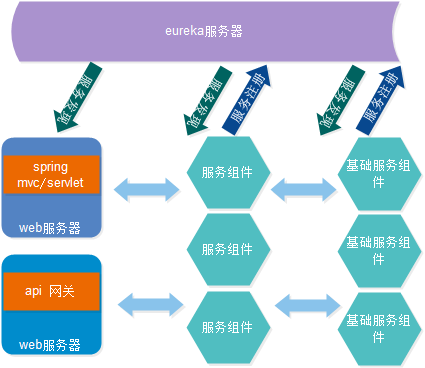 eureka服务器
服务发现
服务发现
服务注册
服务发现
服务注册
spring
mvc/servlet
web服务器
服务组件
基础服务组
件
服务组件
基础服务组
件
api 网关
web服务器
服务组件
基础服务组
件